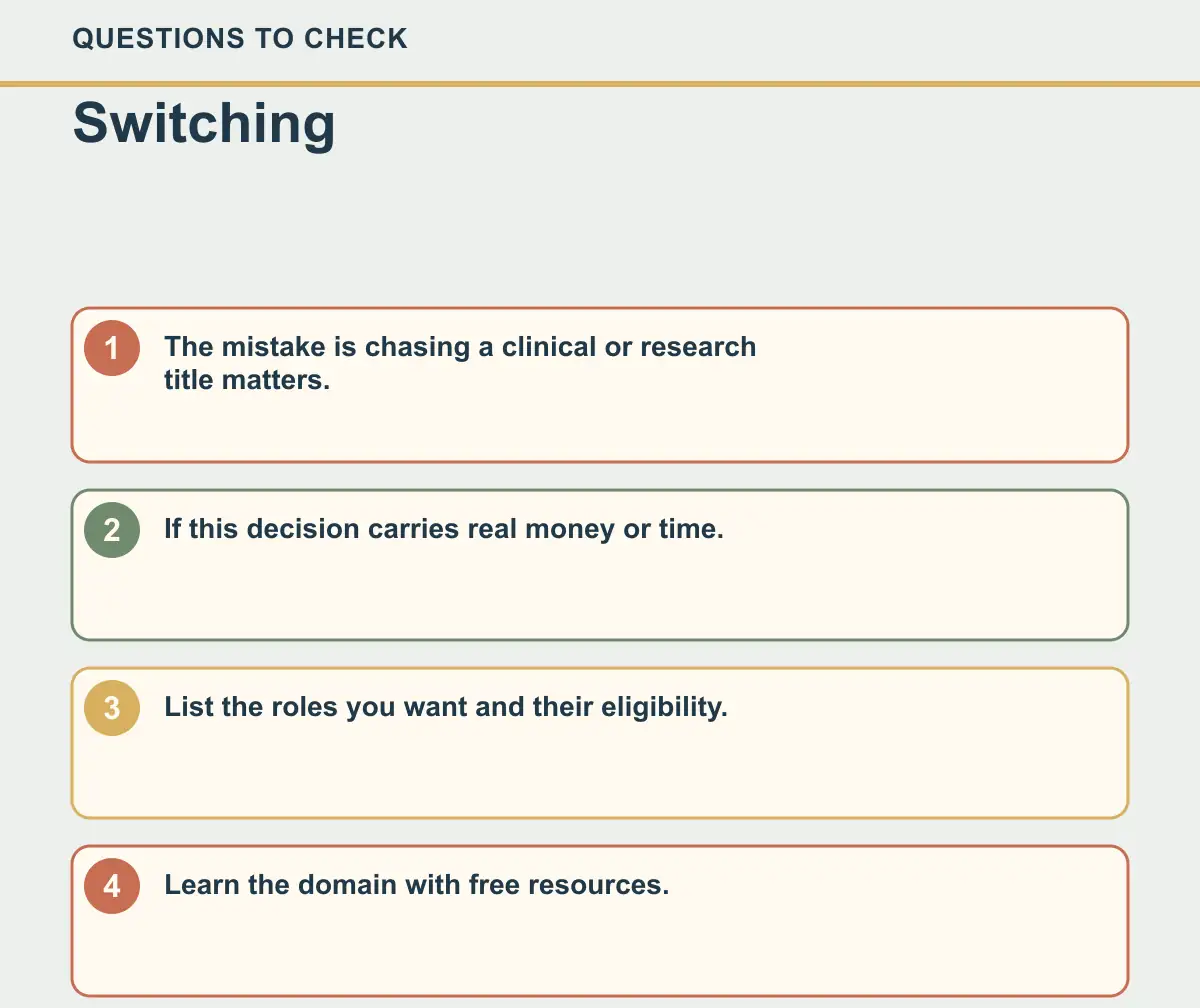 QUESTIONS TO CHECK
Switching
1
The mistake is chasing a clinical or research
title matters.
2
If this decision carries real money or time.
3
List the roles you want and their eligibility.
4
Learn the domain with free resources.